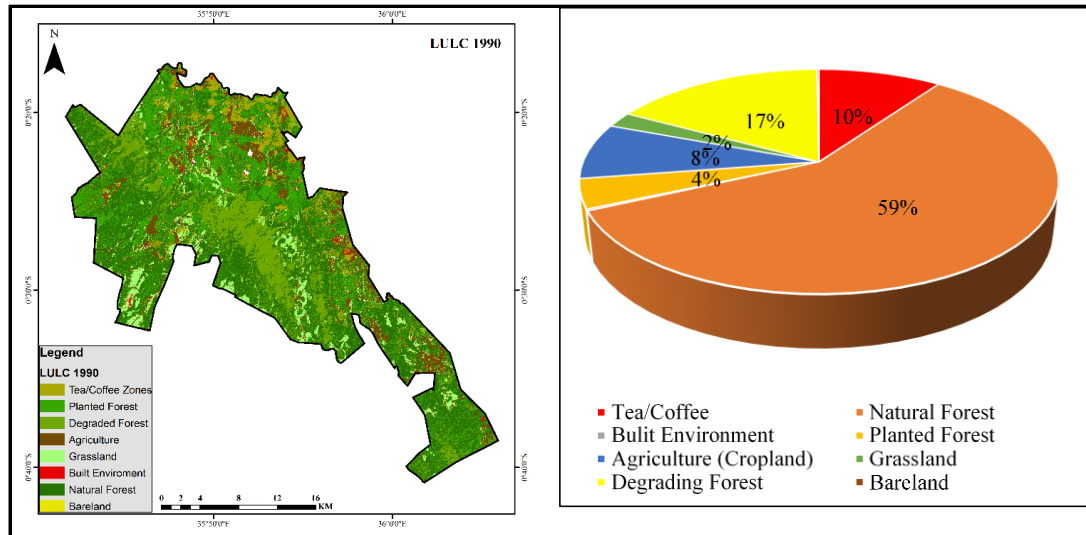 35°50'0"E 36°0'0"E
N
LULC 1990
0°20'0"S
0°20'0"S
0°30'0"S
0°30'0"S
0°40'0"S
0°40'0"S
Legend
LULC 1990
Tea/Coffee Zones
Planted Forest
Degraded Forest
Agriculture
Grassland
Built Enviroment
Natural Forest
Bareland
0 2 4 8 12 16
KM
35°50'0"E 36°0'0"E
10%
17%
2%
8%
4%
59%
Tea/Coffee Natural Forest
Bulit Environment Planted Forest
Agriculture (Cropland) Grassland
Degrading Forest Bareland